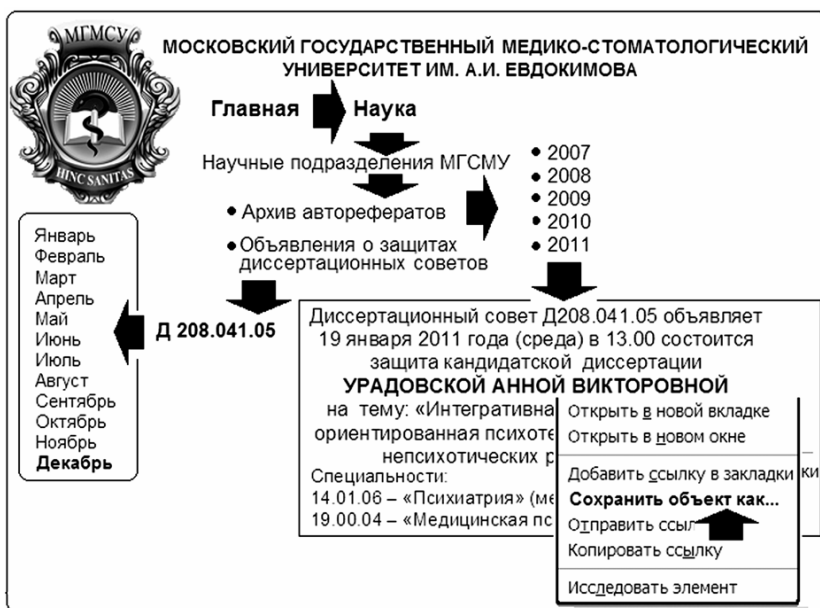 МГМСУ
HINC SANITAS
МОСКОВСКИЙ ГОСУДАРСТВЕННЫЙ МЕДИКО-СТОМАТОЛОГИЧЕСКИЙ
УНИВЕРСИТЕТ ИМ. А.И. ЕВДОКИМОВА
Главная Наука
Научные подразделения МГСМУ
• Архив авторефератов
• Объявления о защитах
диссертационных советов
• 2007
• 2008
• 2009
• 2010
• 2011
Д 208.041.05
Январь
Февраль
Март
Апрель
Май
Июнь
Июль
Август
Сентябрь
Октябрь
Ноябрь
Декабрь
Диссертационный совет Д208.041.05 объявляет
19 января 2011 года (среда) в 13.00 состоится
защита кандидатской диссертации
УРАДОВСКОЙ АННОЙ ВИКТОРОВНОЙ
на тему: «Интегративна
ориентированная психоте
непсихотических р
Специальности:
14.01.06 – «Психиатрия» (ме
19.00.04 – «Медицинская пс
ки
Открыть в новой вкладке
Открыть в новом окне
Добавить ссылку в закладки
Сохранить объект как...
Отправить ссыл
Копировать ссылку
Исследовать элемент